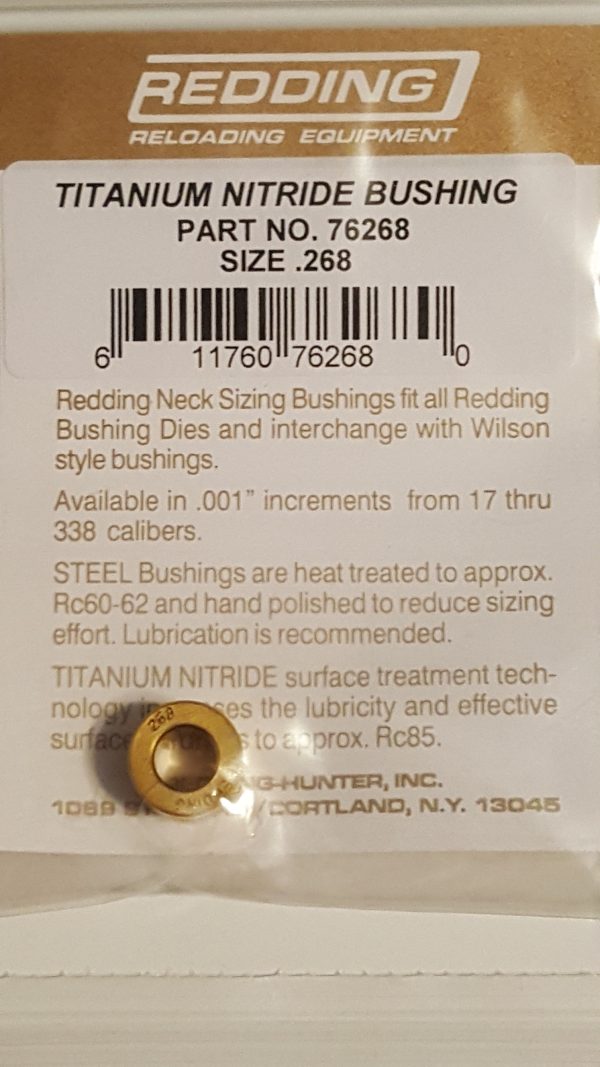 REDDING
RELOADING EQUIPMENT
TITANIUM NITRIDE BUSHING
PART NO. 76268
SIZE .268
6 11760 76268 0
Redding Neck Sizing Bushings fit all Redding
Bushing Dies and interchange with Wilson
style bushings.
Available in .001" increments from 17 thru
338 calibers.
STEEL Bushings are heat treated to approx.
Rc60-62 and hand polished to reduce sizing
effort. Lubrication is recommended.
TITANIUM NITRIDE surface treatment tech-
nology the lubricity and effective
to approx. Rc85.
268
G-HUNTER, INC.
1089 /CORTLAND, N.Y. 13045